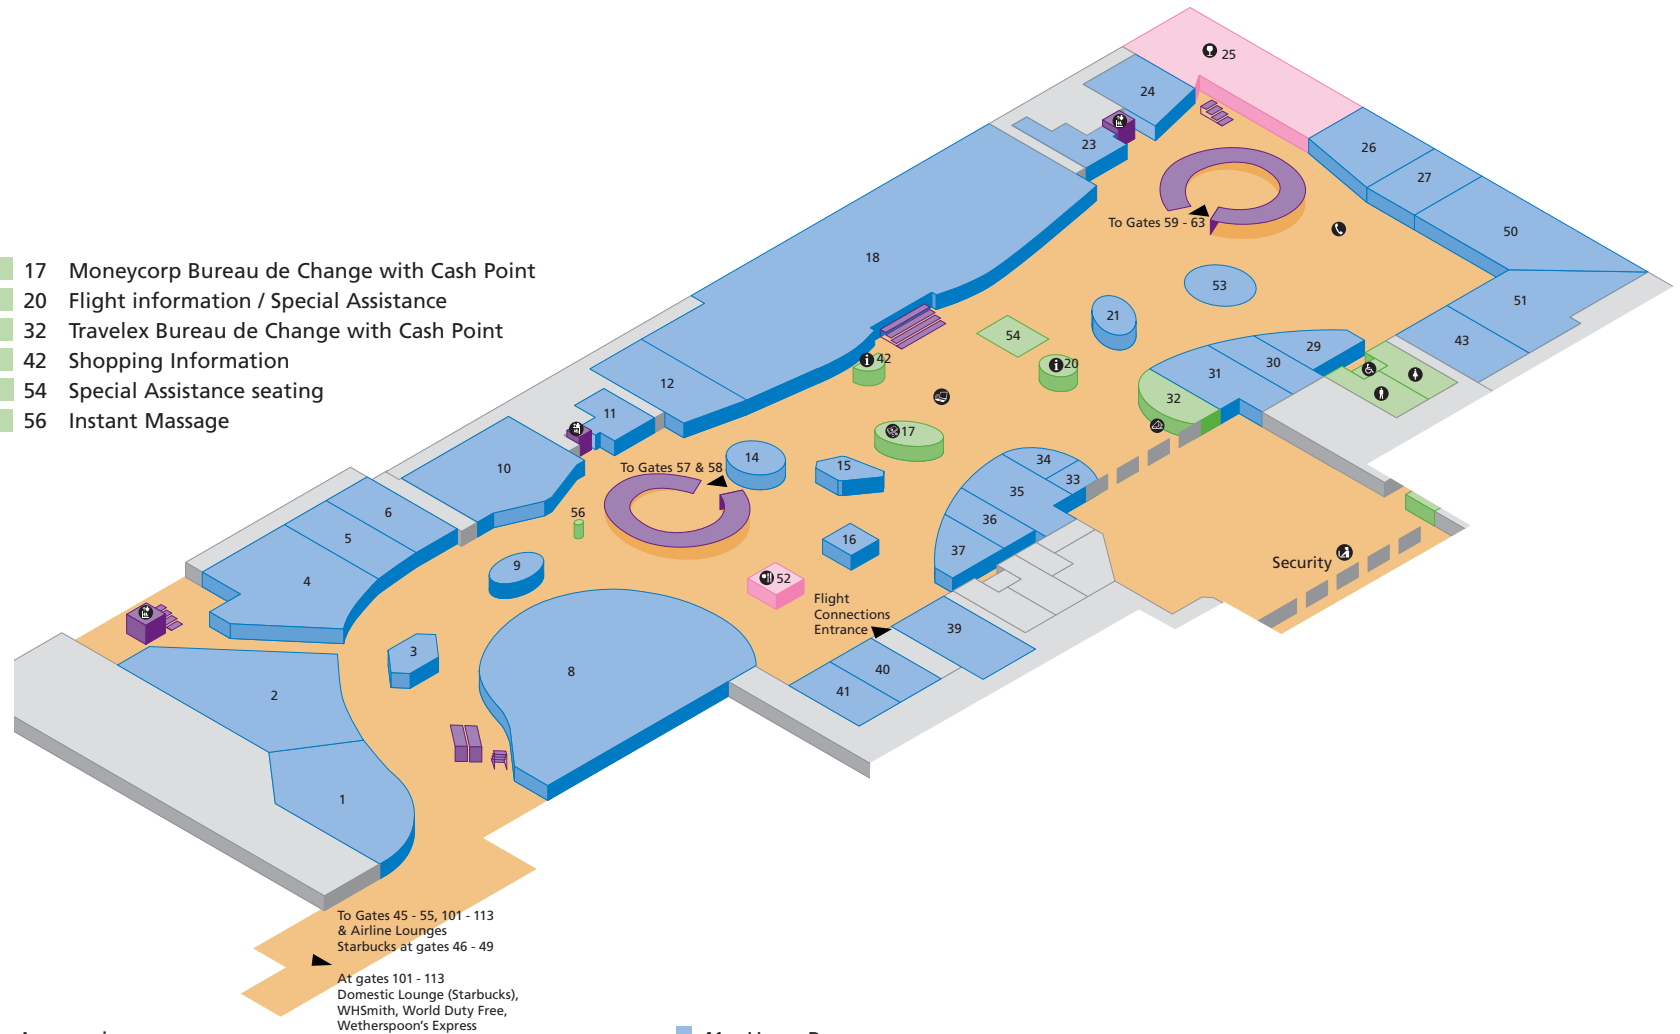 25
24
23
26
27
To Gates 59 - 63
50
18
53
51
17 Moneycorp Bureau de Change with Cash Point
20 Flight information / Special Assistance
32 Travelex Bureau de Change with Cash Point
42 Shopping Information
54 Special Assistance seating
56 Instant Massage
21
54
43
29
30
31
42
20
12
32
11
17
14
15
34
33
35
To Gates 57 & 58
10
6
5
56
36
16
37
9
4
52
Security
Flight
Connections
Entrance
39
3
8
40
41
2
1
To Gates 45 - 55, 101 - 113
& Airline Lounges
Starbucks at gates 46 - 49
At gates 101 - 113
Domestic Lounge (Starbucks),
WHSmith, World Duty Free,
Wetherspoon's Express